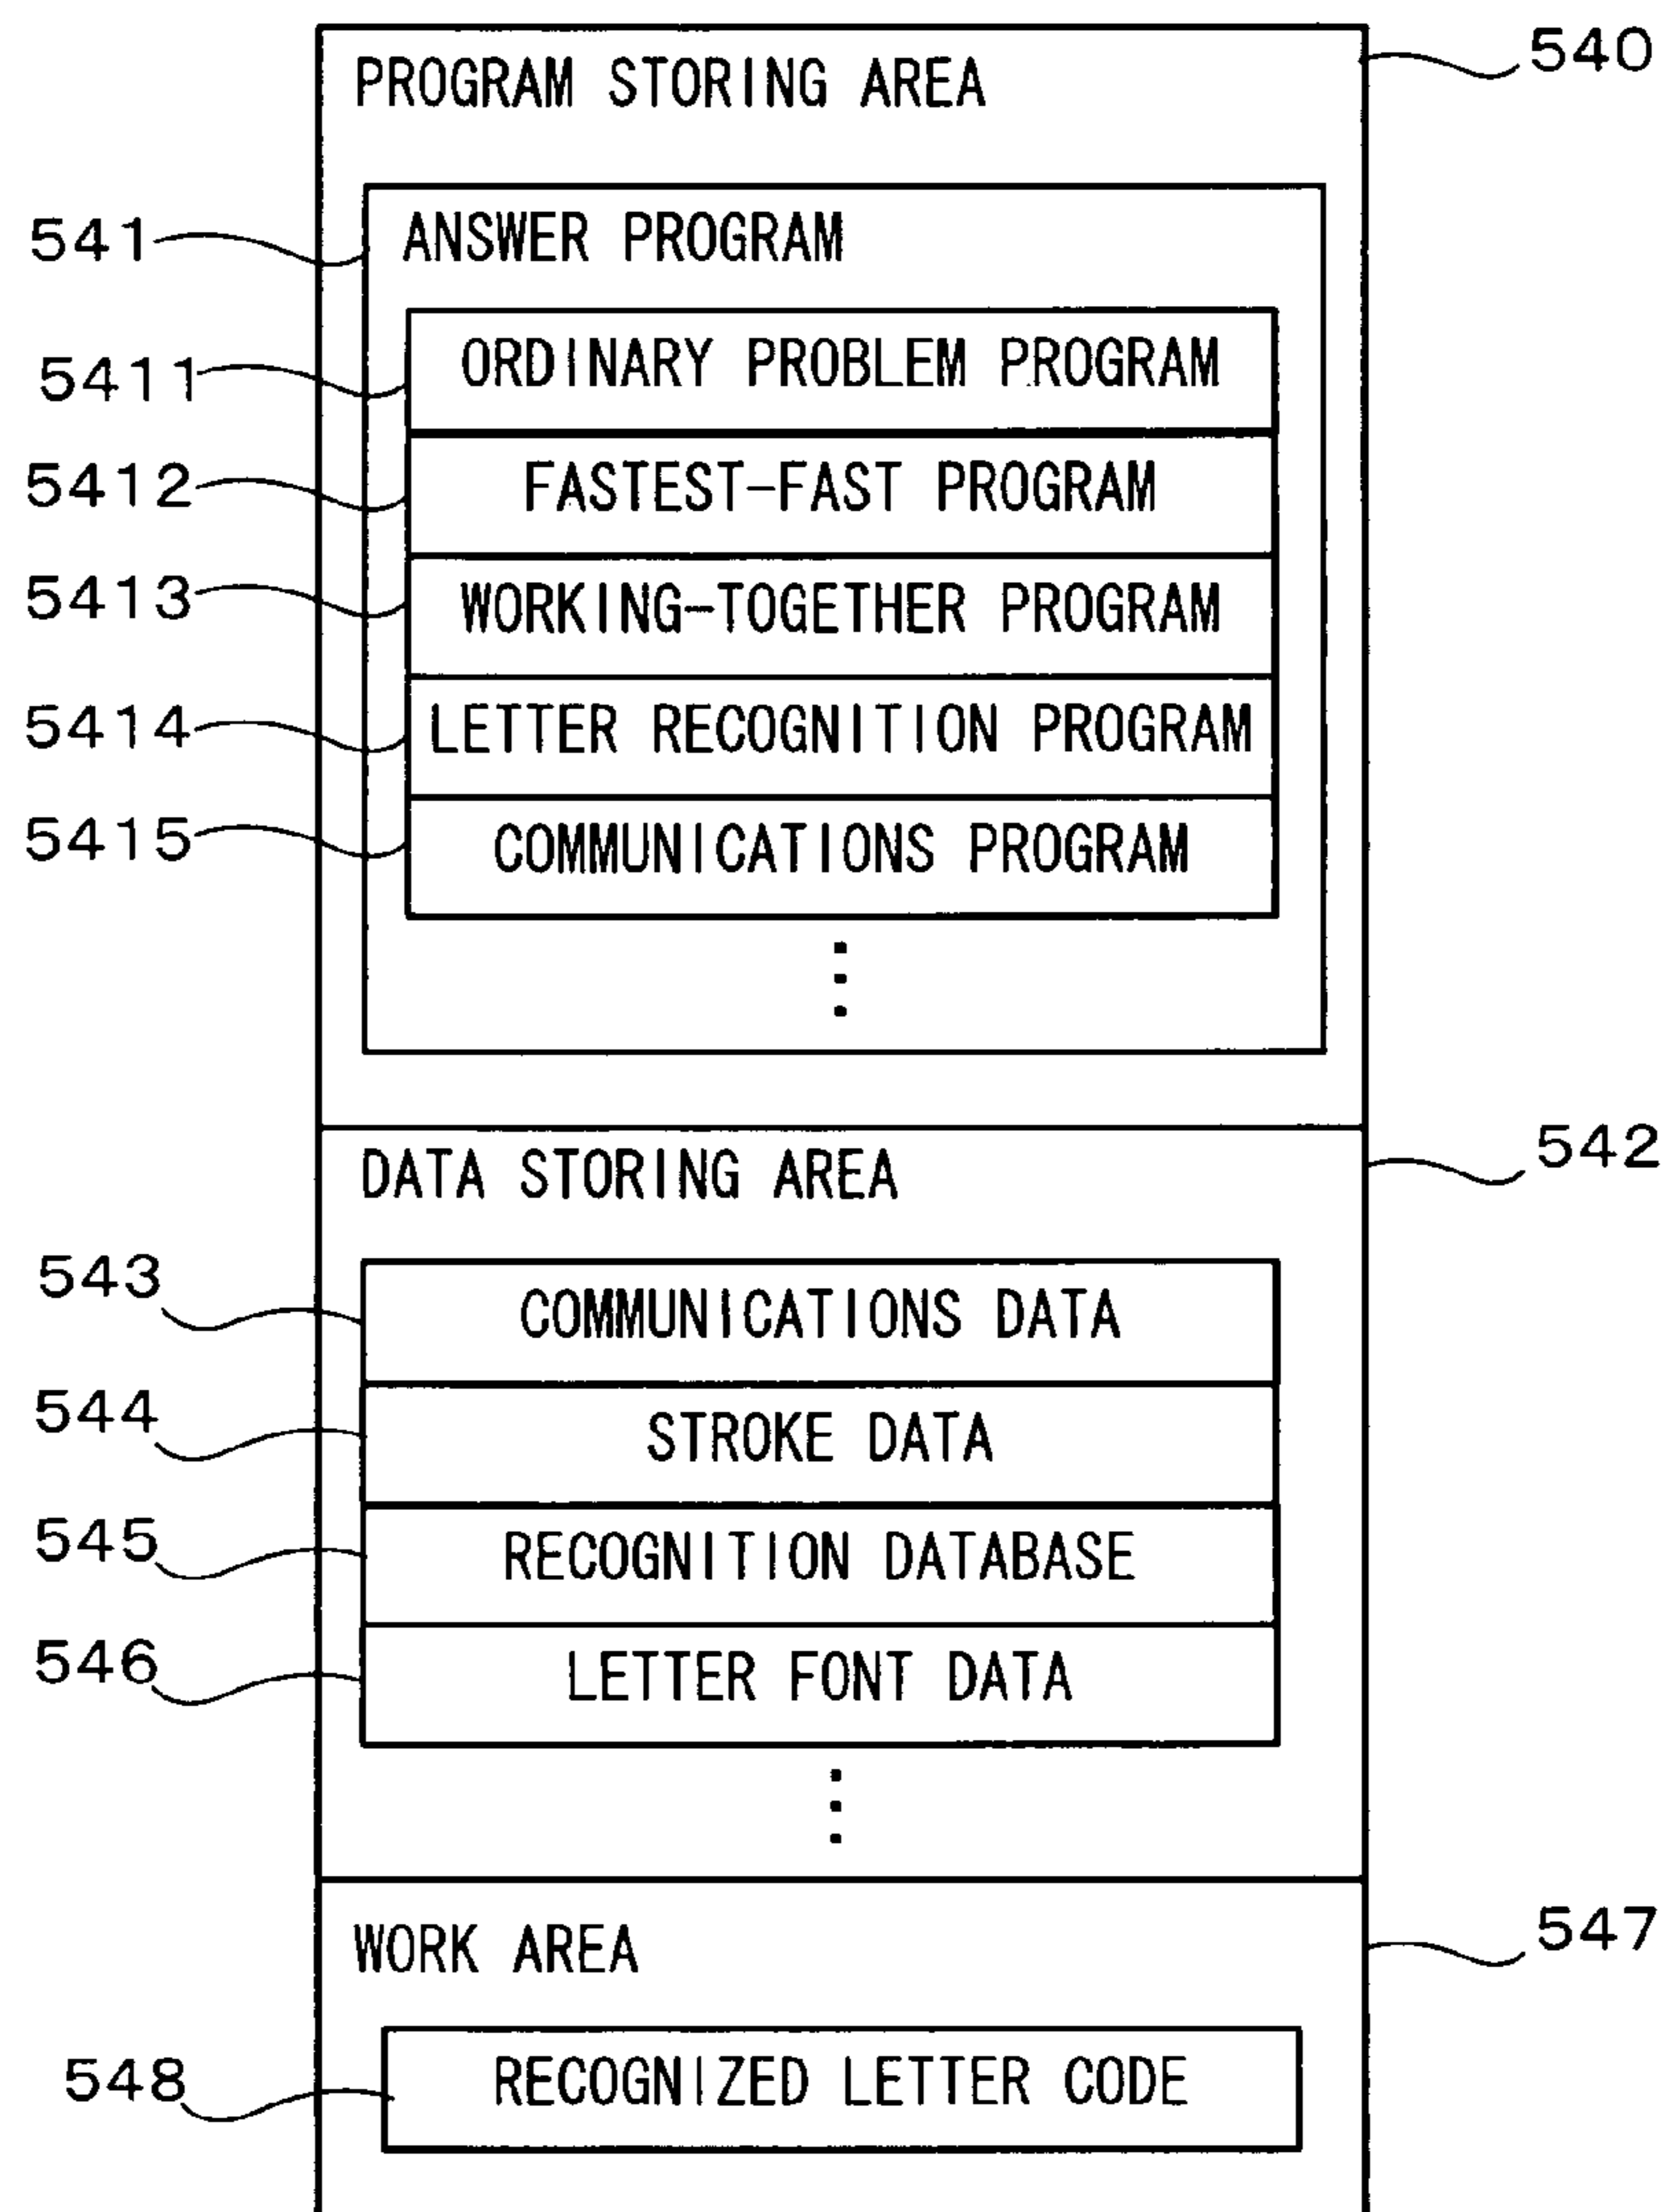 PROGRAM STORING AREA
540
541
ANSWER PROGRAM
5411
ORDINARY PROBLEM PROGRAM
5412
FASTEST-FAST PROGRAM
5413
WORKING-TOGETHER PROGRAM
5414
LETTER RECOGNITION PROGRAM
5415
COMMUNICATIONS PROGRAM
DATA STORING AREA
542
543
COMMUNICATIONS DATA
544
STROKE DATA
545
RECOGNITION DATABASE
546
LETTER FONT DATA
WORK AREA
547
548
RECOGNIZED LETTER CODE